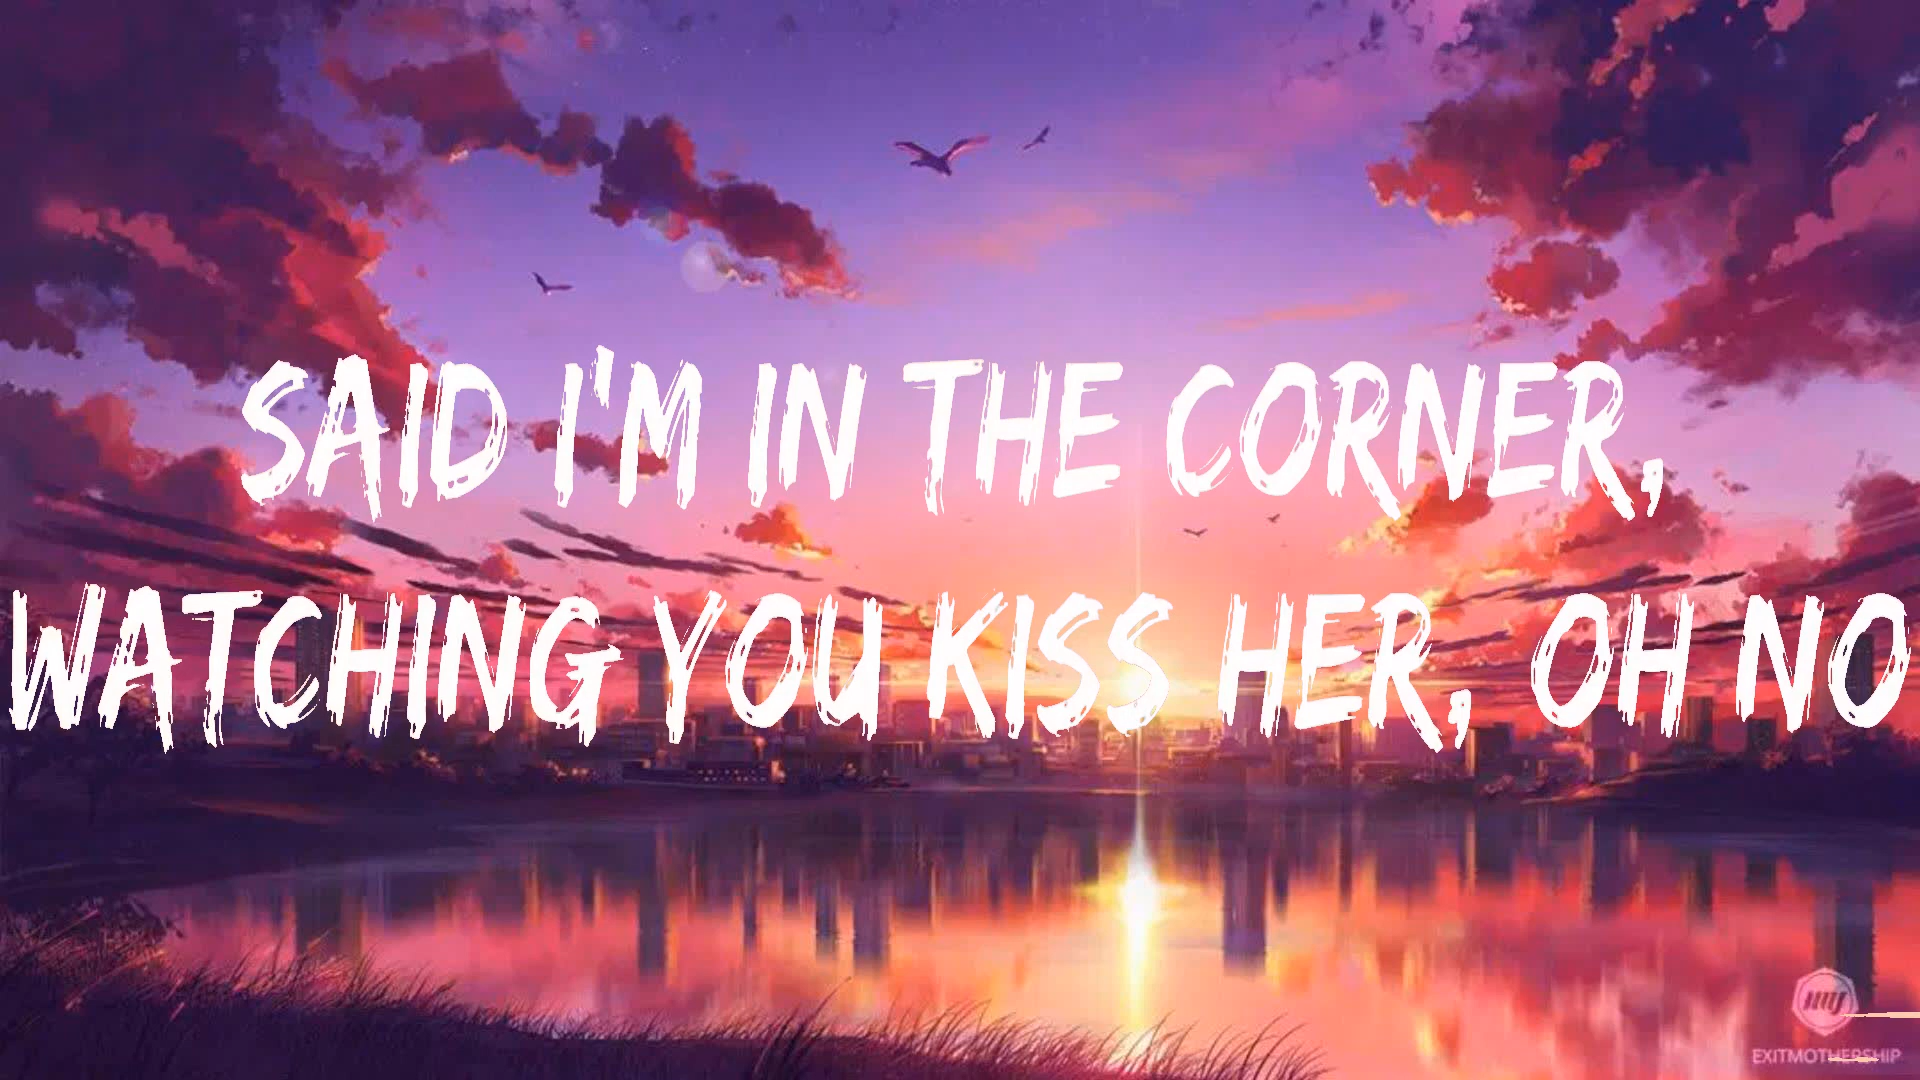 SAID I'M IN THE CORNER,
WATCHING YOU KISS HER, OH NO
EXITMOTHERSHIP